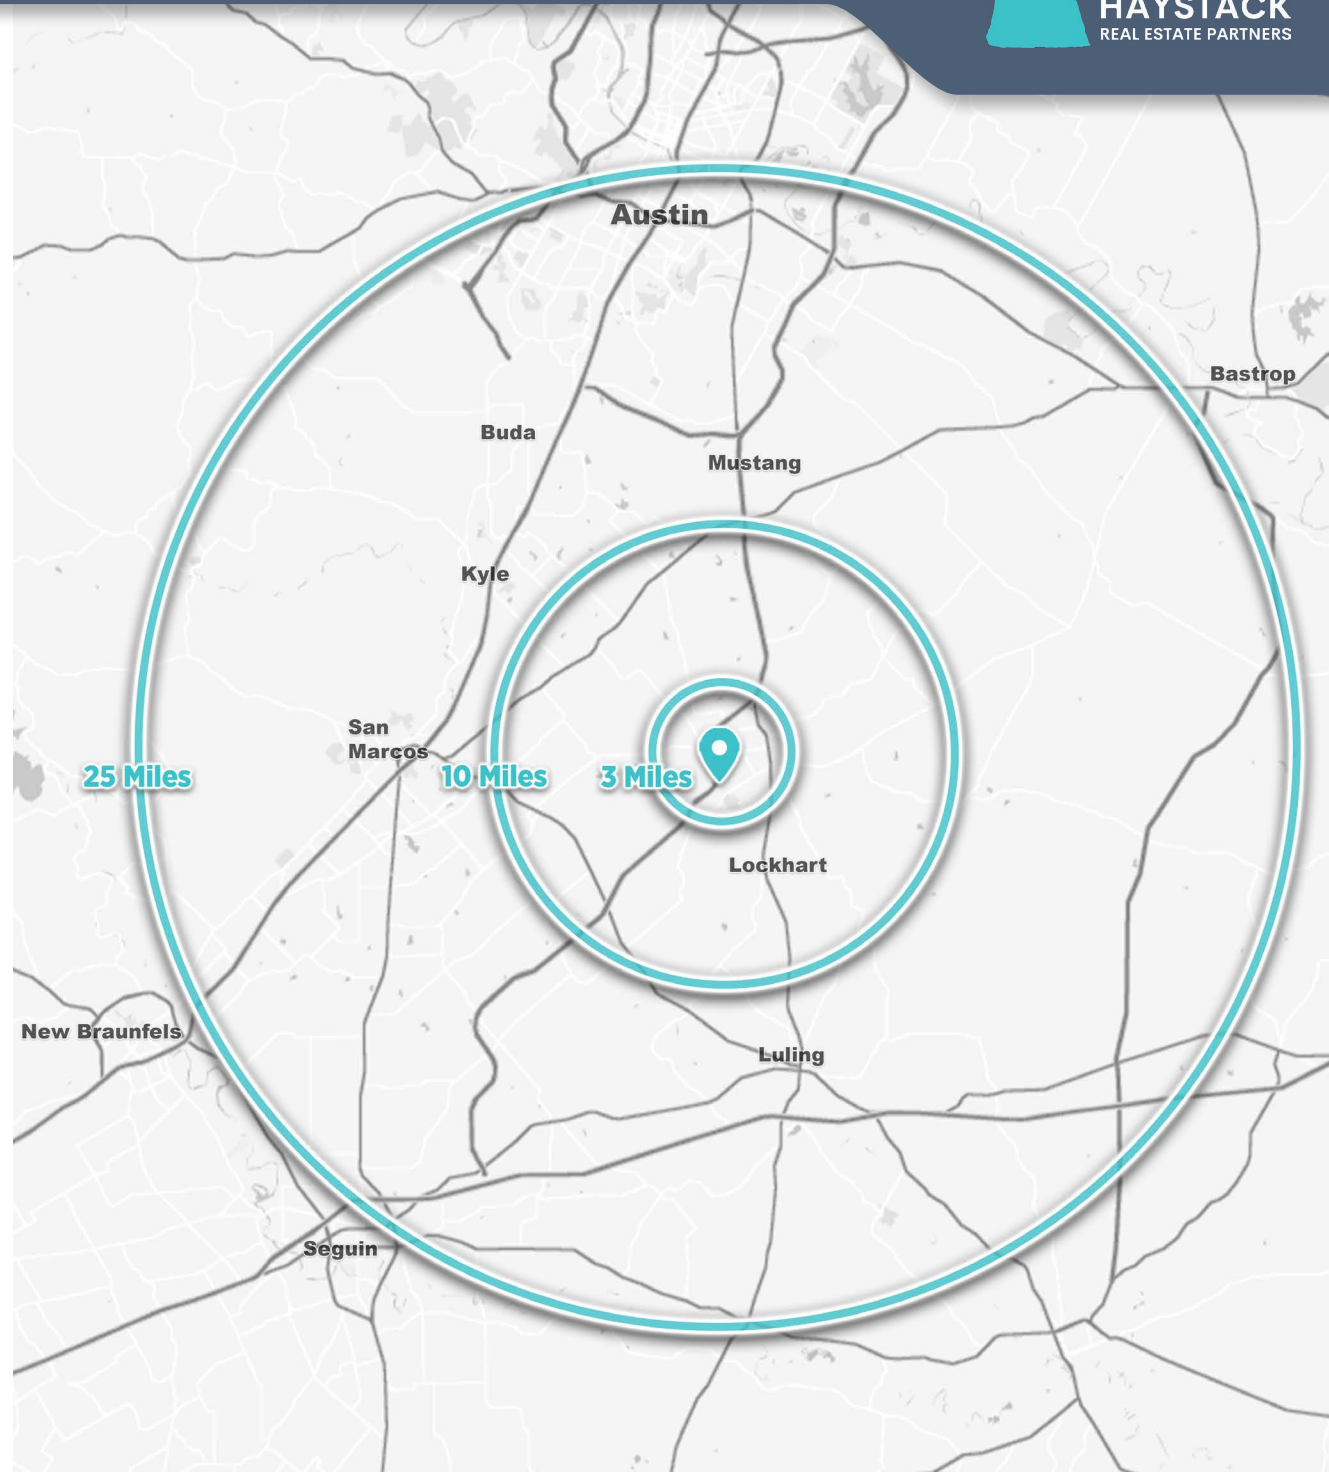 HAYSTACK
REAL ESTATE PARTNERS
Austin
Bastrop
Buda
Mustang
Kyle
San
Marcos
25 Miles
10 Miles
3 Miles
Lockhart
New Braunfels
Luling
Seguin